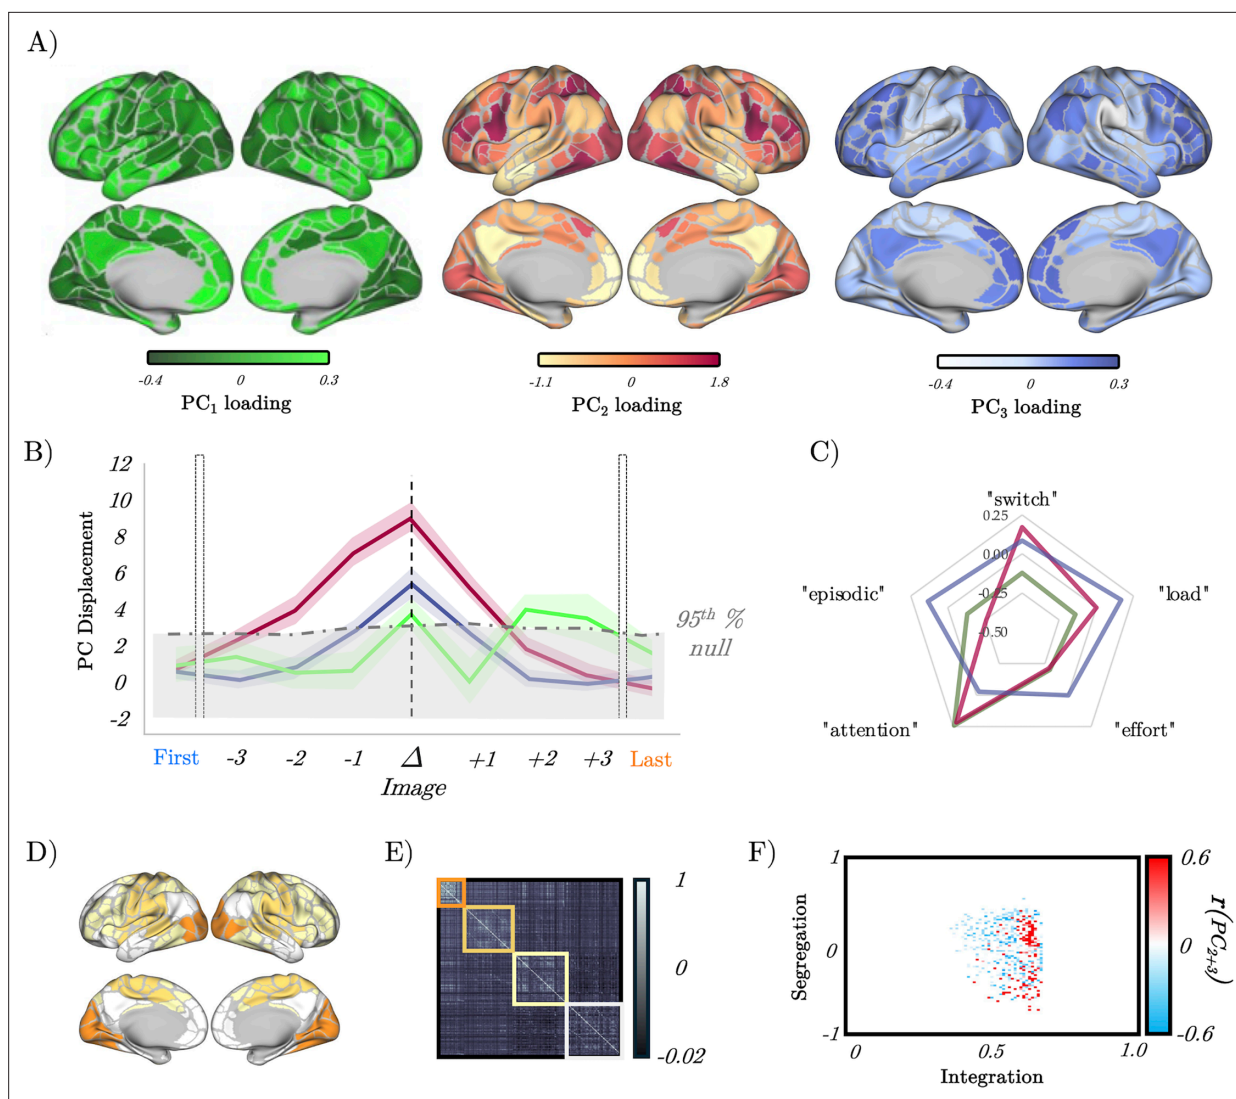 A)
-0.4 0 0.3
PC₁ loading
-1.1 0 1.8
PC₂ loading
-0.4 0 0.3
PC₃ loading
B)
12
10
8
6
4
2
0
-2
PC Displacement
95ᵗʰ %
null
First -3 -2 -1 Δ +1 +2 +3 Last
Image
C)
"switch"
0.25
0.00
-0.25
-0.50
"episodic"
"load"
"attention"
"effort"
D)
E)
1
0
-0.02
F)
1
0
-1
Segregation
0 0.5 1.0
Integration
0.6
0
-0.6
r(PC₂₊₃)